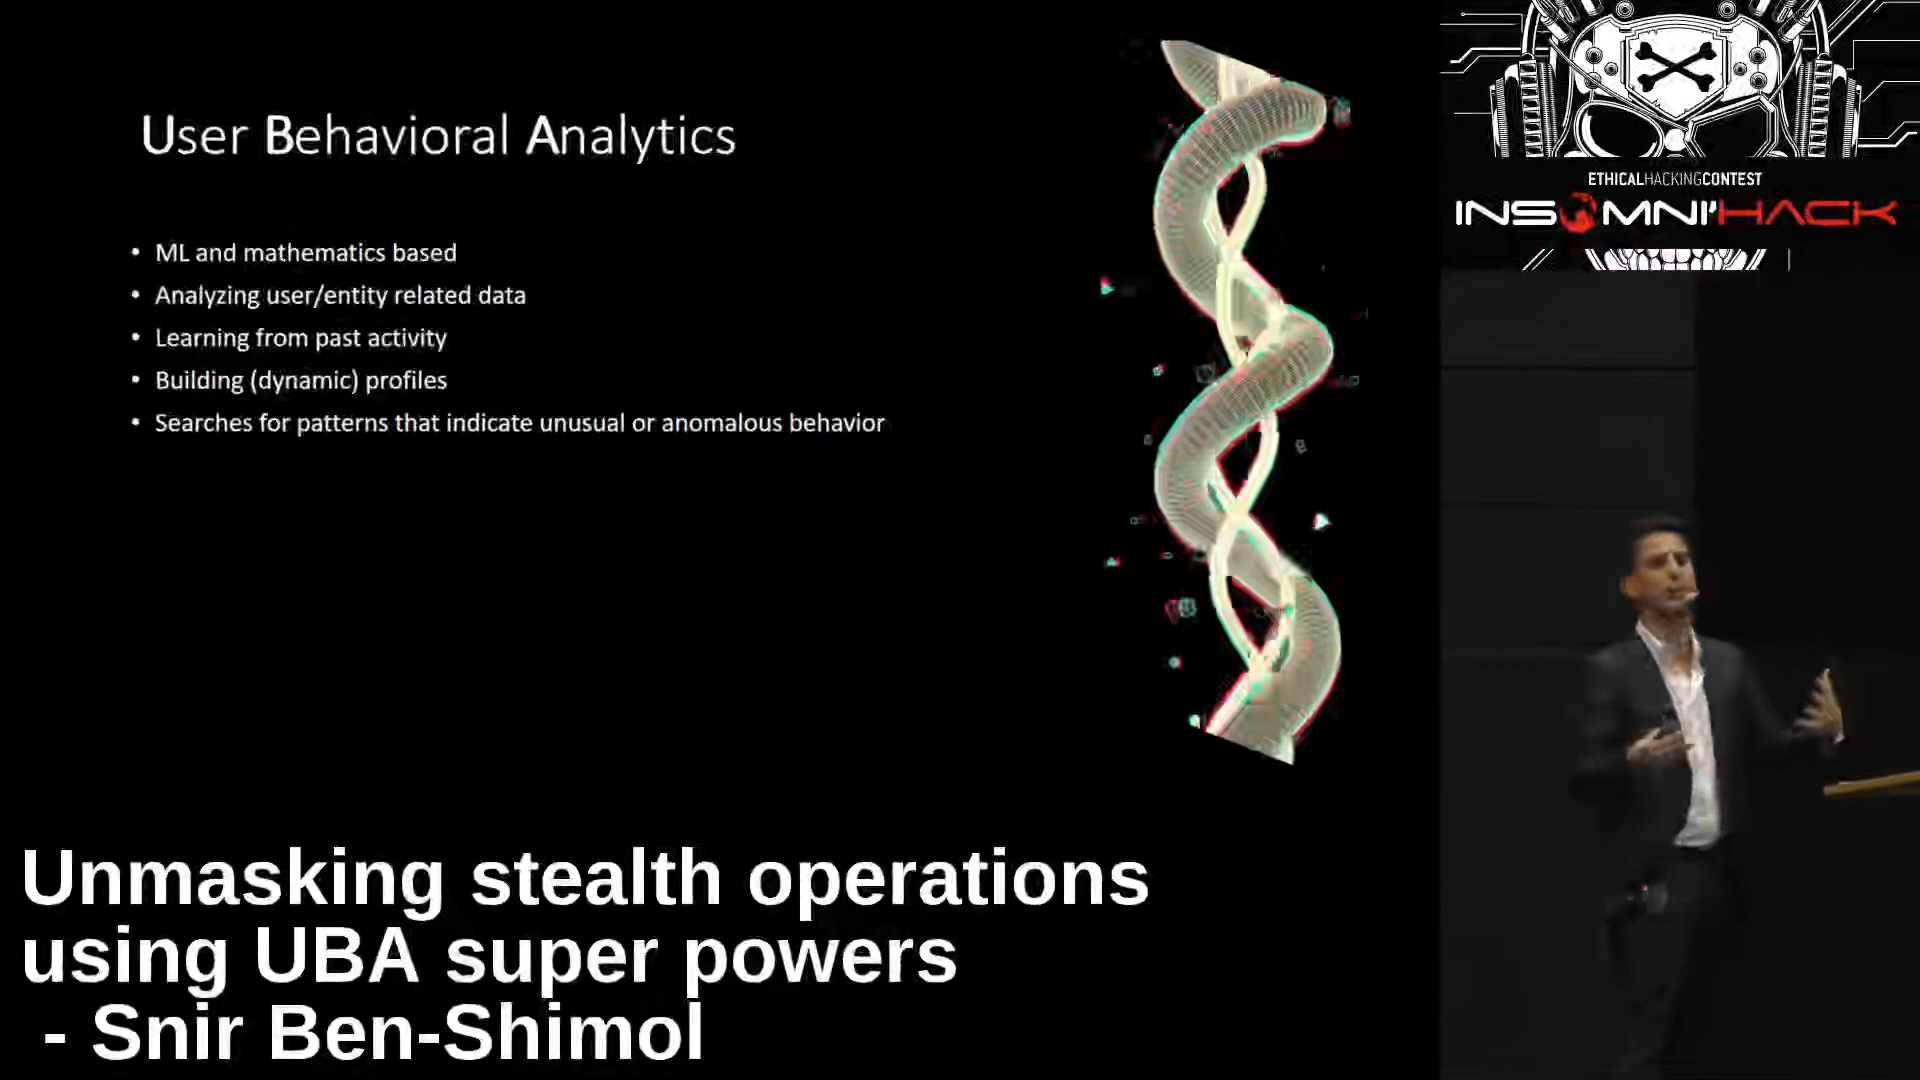 User Behavioral Analytics
• ML and mathematics based
• Analyzing user/entity related data
• Learning from past activity
• Building (dynamic) profiles
• Searches for patterns that indicate unusual or anomalous behavior
ETHICALHACKINGCONTEST
INSOMNI'HACK
Unmasking stealth operations
using UBA super powers
- Snir Ben-Shimol